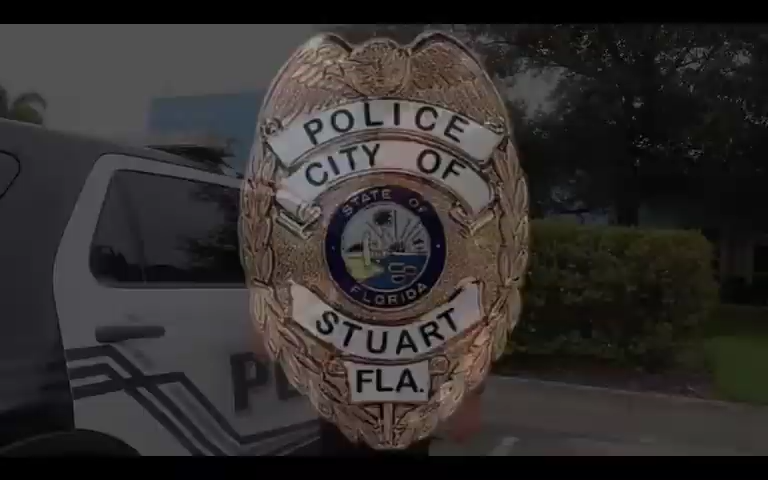 POLICE
CITY OF
STATE OF
FLORIDA
STUART
FLA.